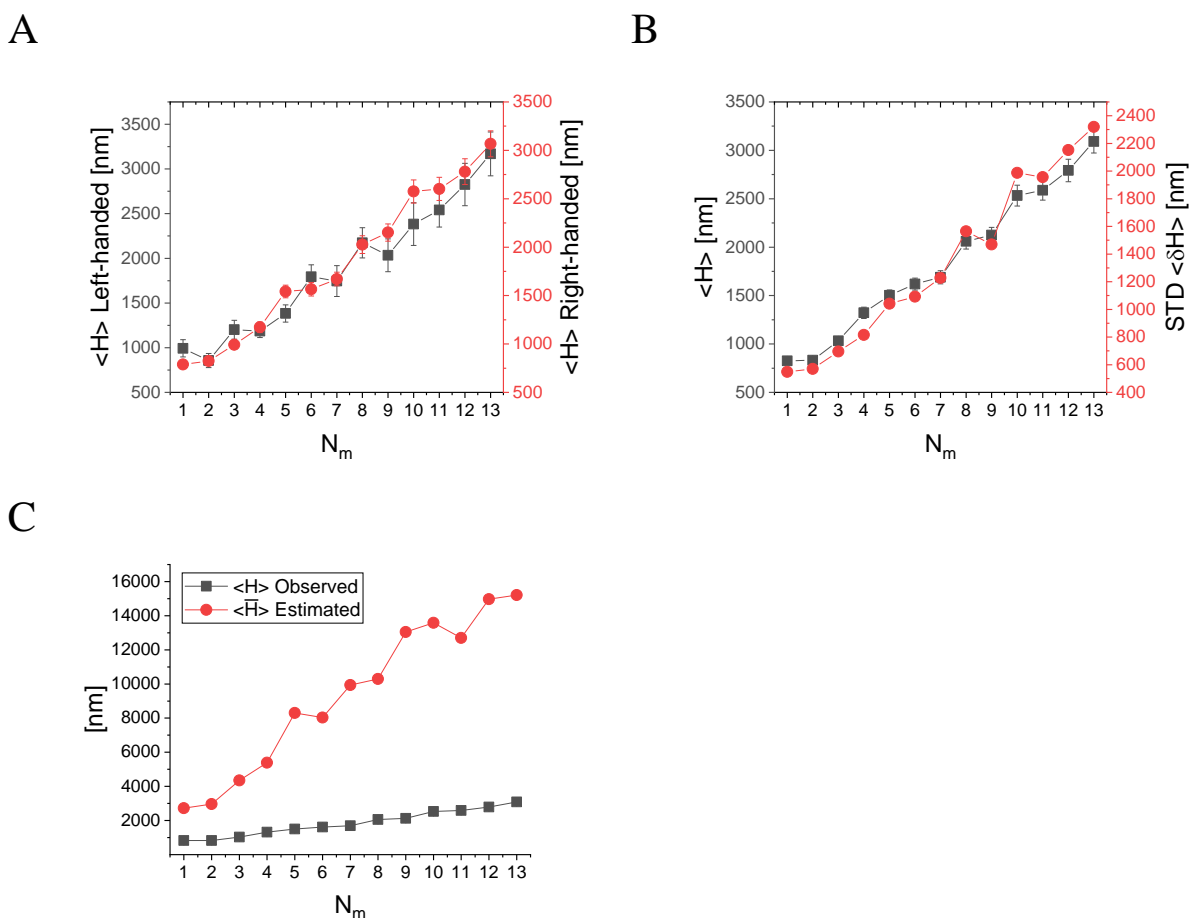 A
3500
3000
2500
2000
1500
1000
500
<H> Left-handed [nm]
3500
3000
2500
2000
1500
1000
500
<H> Right-handed [nm]
1 2 3 4 5 6 7 8 9 10 11 12 13
N_m
B
3500
3000
2500
2000
1500
1000
500
<H> [nm]
2400
2200
2000
1800
1600
1400
1200
1000
800
600
400
STD <δH> [nm]
1 2 3 4 5 6 7 8 9 10 11 12 13
N_m
C
<H> Observed
<H̅> Estimated
16000
14000
12000
10000
8000
6000
4000
2000
[nm]
1 2 3 4 5 6 7 8 9 10 11 12 13
N_m